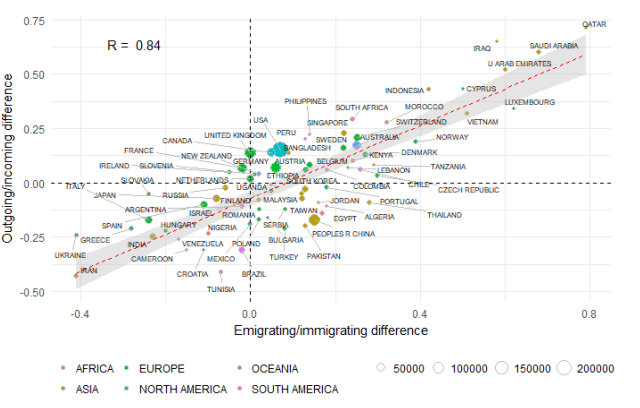 0.75
0.50
0.25
0.00
-0.25
-0.50
Outgoing/incoming difference
R = 0.84
QATAR
IRAQ
SAUDI ARABIA
U ARAB EMIRATES
INDONESIA
CYPRUS
PHILIPPINES
LUXEMBOURG
SOUTH AFRICA
MOROCCO
USA
SINGAPORE
SWITZERLAND
VIETNAM
CANADA
UNITED KINGDOM
PERU
SWEDEN
AUSTRALIA
NORWAY
FRANCE
NEW ZEALAND
BANGLADESH
KENYA
DENMARK
IRELAND
SLOVENIA
GERMANY
AUSTRIA
BELGIUM
TANZANIA
SLOVAKIA
NETHERLANDS
ETHIOPIA
SOUTH KOREA
LEBANON
ITALY
RUSSIA
UGANDA
COLOMBIA
CHILE
CZECH REPUBLIC
JAPAN
FINLAND
MALAYSIA
JORDAN
PORTUGAL
ARGENTINA
ISRAEL
ROMANIA
TAIWAN
EGYPT
ALGERIA
THAILAND
SPAIN
HUNGARY
NIGERIA
SERBIA
PEOPLES R CHINA
GREECE
INDIA
VENEZUELA
POLAND
BULGARIA
UKRAINE
CAMEROON
MEXICO
TURKEY
PAKISTAN
IRAN
CROATIA
BRAZIL
TUNISIA
-0.4
0.0
0.4
0.8
Emigrating/immigrating difference
AFRICA
EUROPE
OCEANIA
50000
100000
150000
200000
ASIA
NORTH AMERICA
SOUTH AMERICA